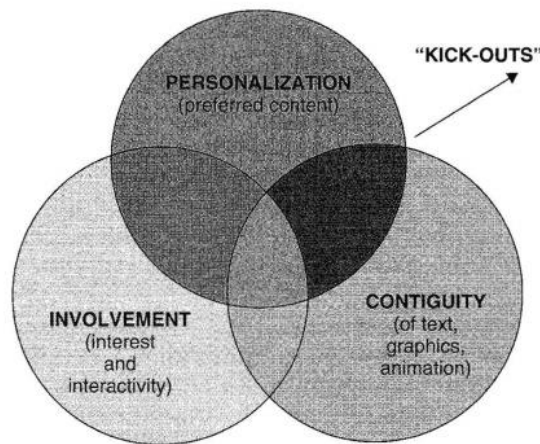 "KICK-OUTS"
PERSONALIZATION
(preferred content)
INVOLVEMENT
(interest
and
interactivity)
CONTIGUITY
(of text,
graphics,
animation)